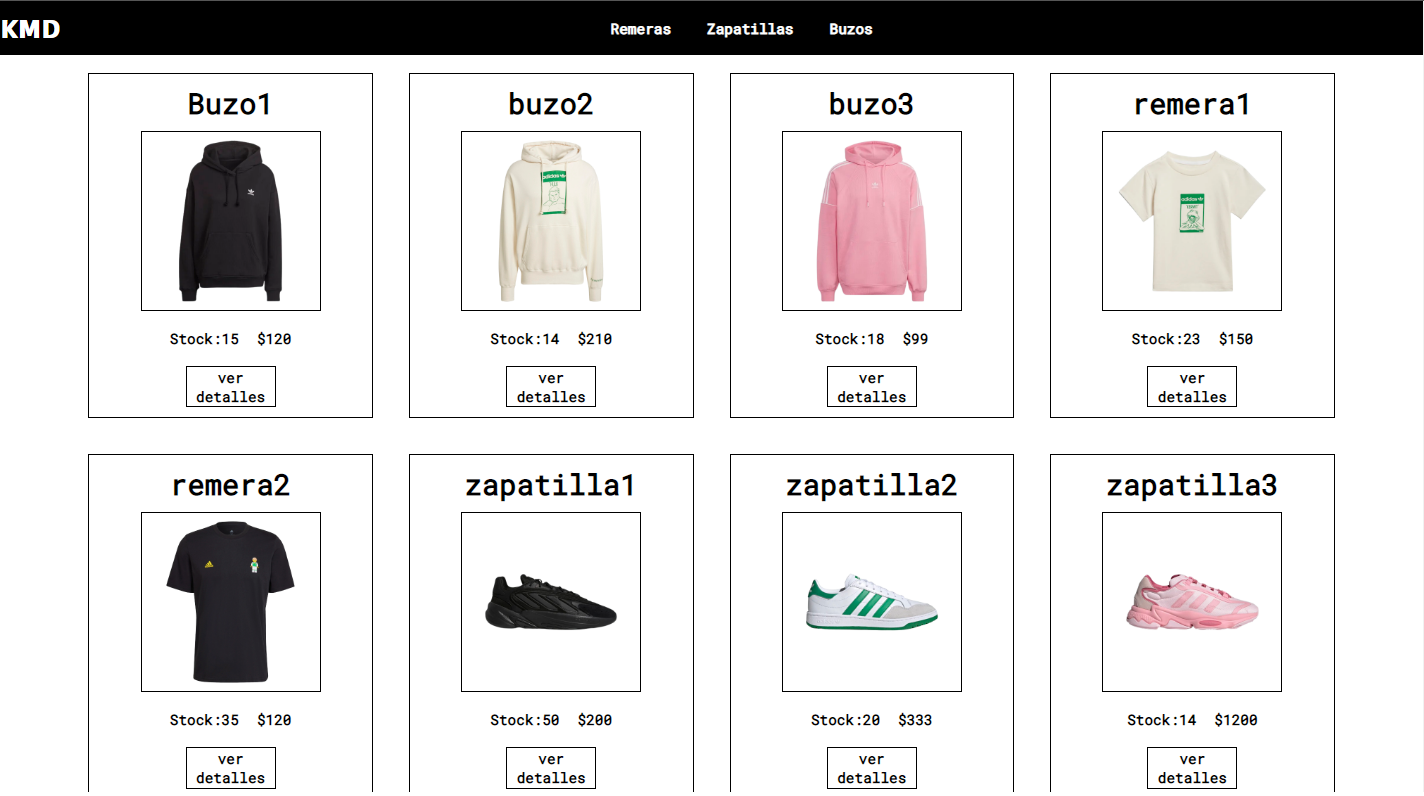 KMD
Remeras Zapatillas Buzos
Buzo1
adidas
Stock:15 $120
ver
detalles
buzo2
Stock:14 $210
ver
detalles
buzo3
Stock:18 $99
ver
detalles
remera1
adidas
Stock:23 $150
ver
detalles
remera2
Stock:35 $120
ver
detalles
zapatilla1
Stock:50 $200
ver
detalles
zapatilla2
Stock:20 $333
ver
detalles
zapatilla3
Stock:14 $1200
ver
detalles